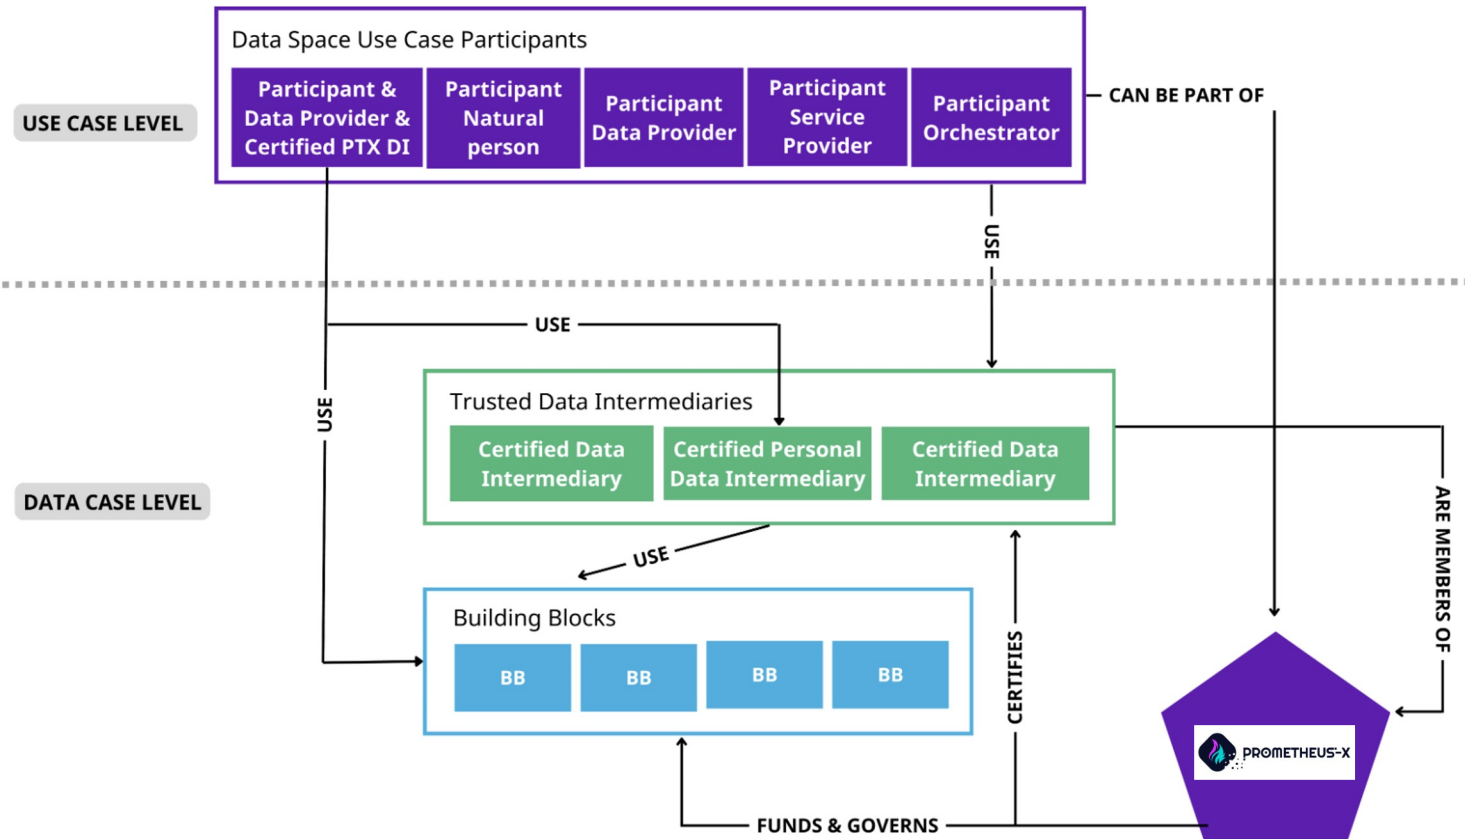 Data Space Use Case Participants
USE CASE LEVEL
Participant &
Data Provider &
Certified PTX DI
Participant
Natural
person
Participant
Data Provider
Participant
Service
Provider
Participant
Orchestrator
CAN BE PART OF
USE
USE
USE
Trusted Data Intermediaries
Certified Data
Intermediary
Certified Personal
Data Intermediary
Certified Data
Intermediary
DATA CASE LEVEL
ARE MEMBERS OF
USE
Building Blocks
BB
BB
BB
BB
CERTIFIES
PROMETHEUS-X
FUNDS & GOVERNS